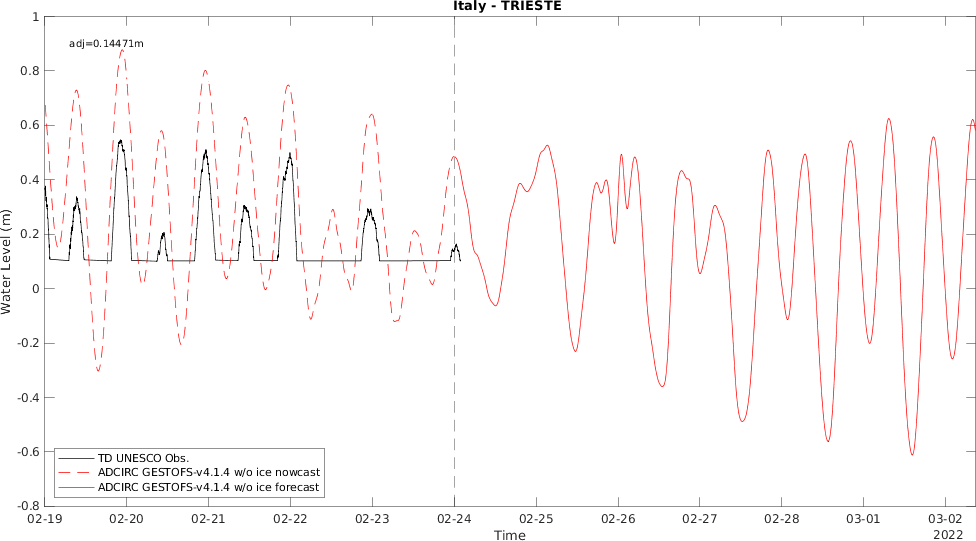 Italy - TRIESTE
adj=0.14471m
1
0.8
0.6
0.4
0.2
0
-0.2
-0.4
-0.6
-0.8
Water Level (m)
TD UNESCO Obs.
ADCIRC GESTOFS-v4.1.4 w/o ice nowcast
ADCIRC GESTOFS-v4.1.4 w/o ice forecast
02-19 02-20 02-21 02-22 02-23 02-24 02-25 02-26 02-27 02-28 03-01 03-02
2022
Time